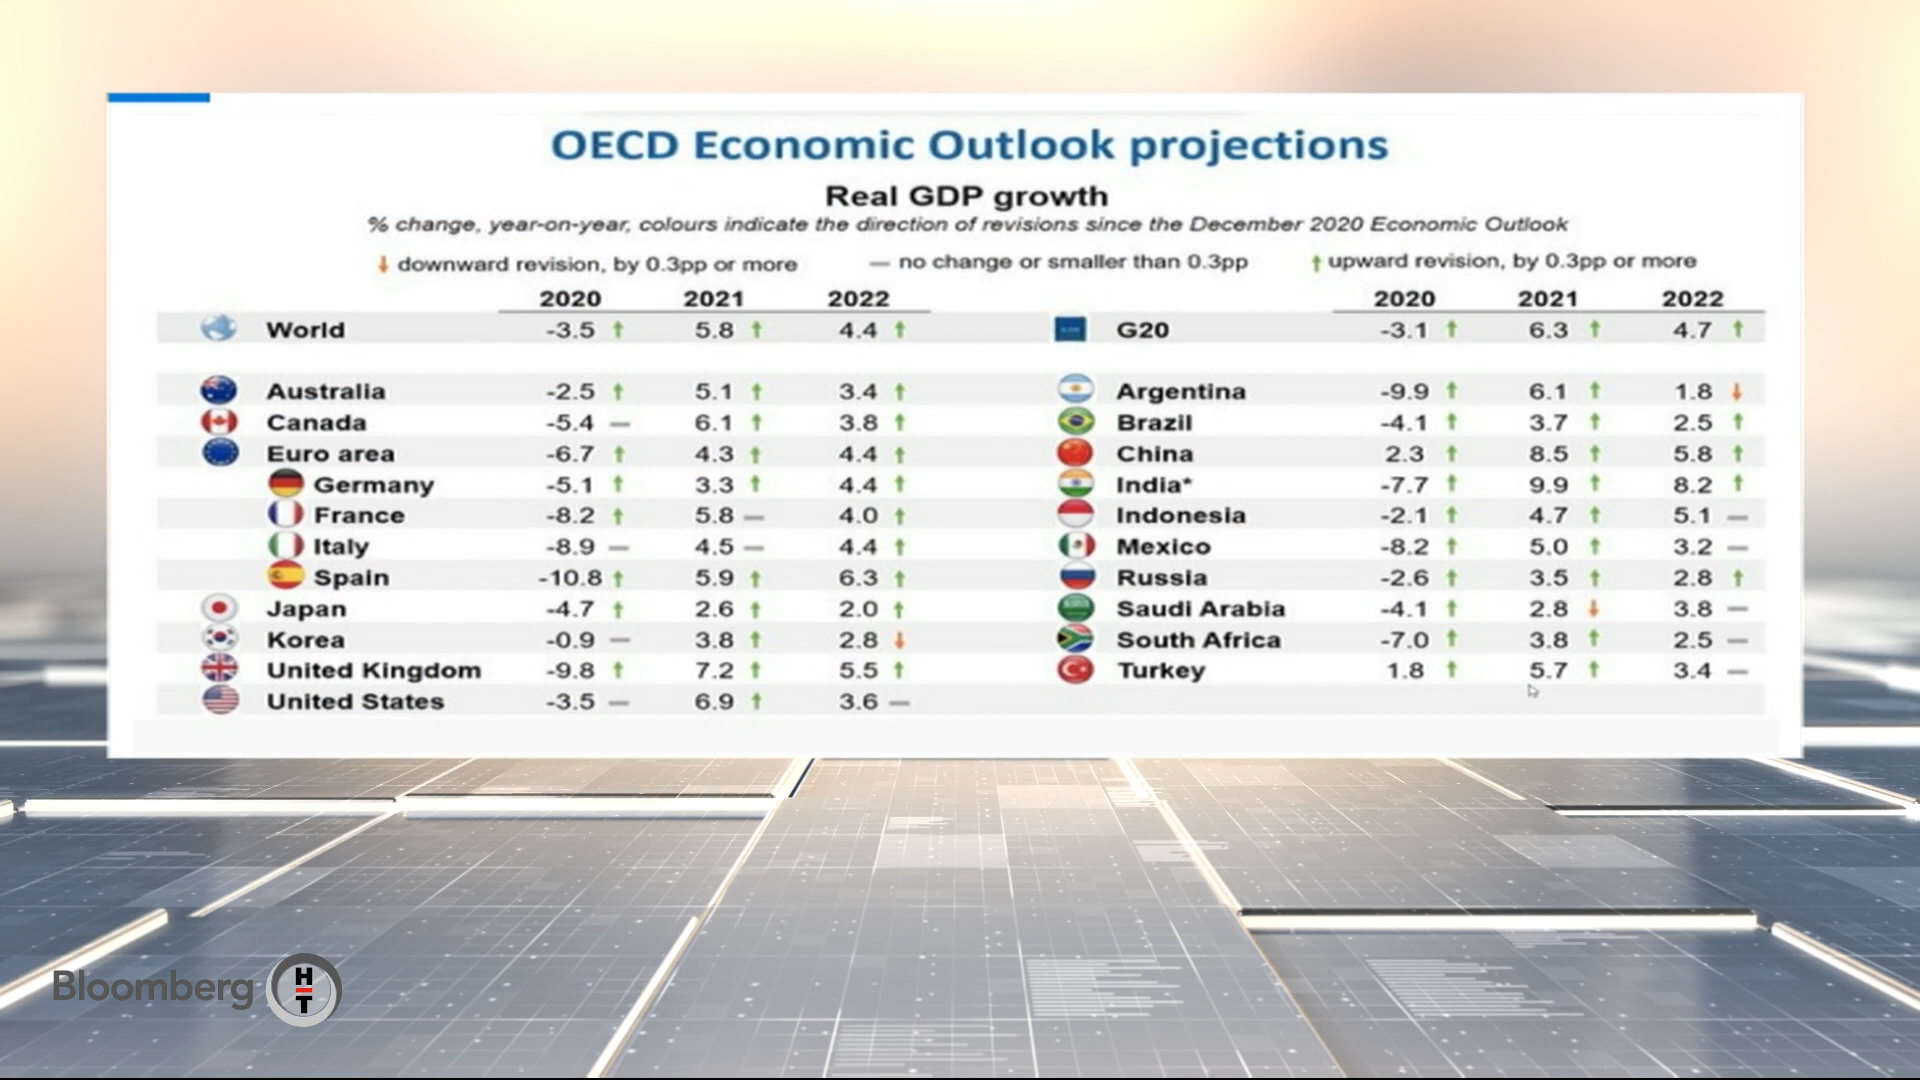 OECD Economic Outlook projections
Real GDP growth
% change, year-on-year, colours indicate the direction of revisions since the December 2020 Economic Outlook
↓ downward revision, by 0.3pp or more — no change or smaller than 0.3pp ↑ upward revision, by 0.3pp or more
2020 2021 2022 2020 2021 2022
World -3.5 ↑ 5.8 ↑ 4.4 ↑ G20 -3.1 ↑ 6.3 ↑ 4.7 ↑
Australia -2.5 ↑ 5.1 ↑ 3.4 ↑ Argentina -9.9 ↑ 6.1 ↑ 1.8 ↓
Canada -5.4 — 6.1 ↑ 3.8 ↑ Brazil -4.1 ↑ 3.7 ↑ 2.5 ↑
Euro area -6.7 ↑ 4.3 ↑ 4.4 ↑ China 2.3 ↑ 8.5 ↑ 5.8 ↑
Germany -5.1 ↑ 3.3 ↑ 4.4 ↑ India* -7.7 ↑ 9.9 ↑ 8.2 ↑
France -8.2 ↑ 5.8 — 4.0 ↑ Indonesia -2.1 ↑ 4.7 ↑ 5.1 —
Italy -8.9 — 4.5 — 4.4 ↑ Mexico -8.2 ↑ 5.0 ↑ 3.2 —
Spain -10.8 ↑ 5.9 ↑ 6.3 ↑ Russia -2.6 ↑ 3.5 ↑ 2.8 ↑
Japan -4.7 ↑ 2.6 ↑ 2.0 ↑ Saudi Arabia -4.1 ↑ 2.8 ↓ 3.8 —
Korea -0.9 — 3.8 ↑ 2.8 ↓ South Africa -7.0 ↑ 3.8 ↑ 2.5 —
United Kingdom -9.8 ↑ 7.2 ↑ 5.5 ↑ Turkey 1.8 ↑ 5.7 ↑ 3.4 —
United States -3.5 — 6.9 ↑ 3.6 —
Bloomberg HT